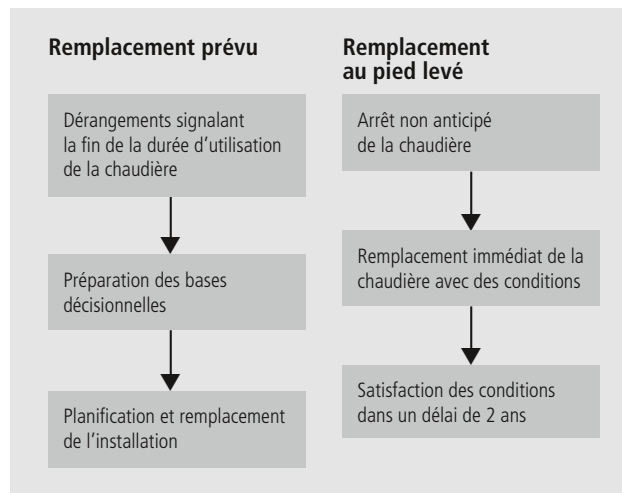 Remplacement prévu
Dérangements signalant
la fin de la durée d’utilisation
de la chaudière
Préparation des bases
décisionnelles
Planification et remplacement
de l’installation
Remplacement
au pied levé
Arrêt non anticipé
de la chaudière
Remplacement immédiat de la
chaudière avec des conditions
Satisfaction des conditions
dans un délai de 2 ans